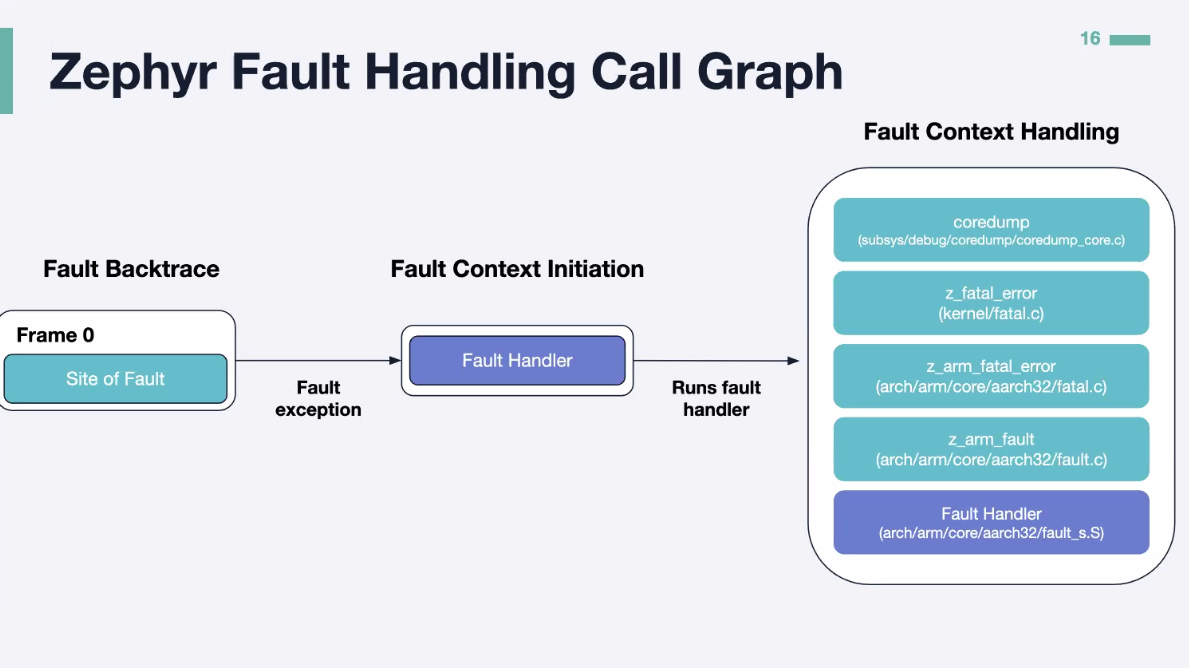 16
Zephyr Fault Handling Call Graph
Fault Backtrace
Frame 0
Site of Fault
Fault
exception
Fault Context Initiation
Fault Handler
Runs fault
handler
Fault Context Handling
coredump
(subsys/debug/coredump/coredump_core.c)
z_fatal_error
(kernel/fatal.c)
z_arm_fatal_error
(arch/arm/core/aarch32/fatal.c)
z_arm_fault
(arch/arm/core/aarch32/fault.c)
Fault Handler
(arch/arm/core/aarch32/fault_s.S)